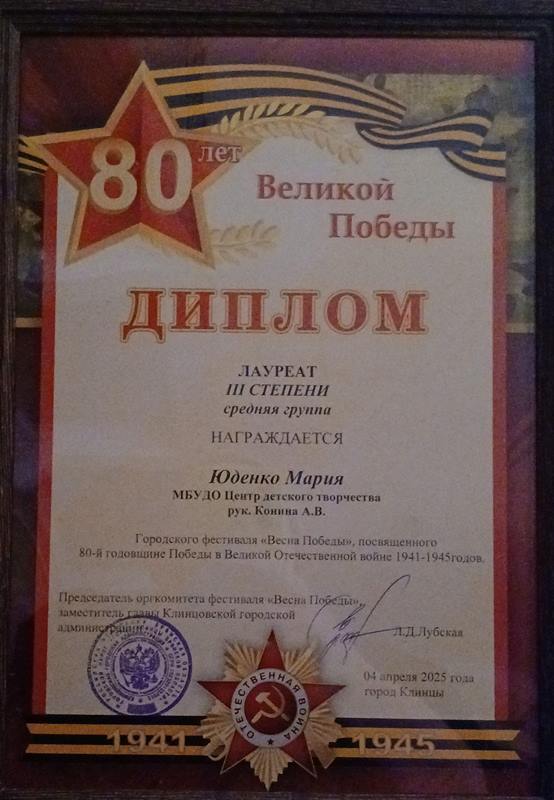 80 лет
Великой
Победы
ДИПЛОМ
ЛАУРЕАТ
III СТЕПЕНИ
средняя группа
НАГРАЖДАЕТСЯ
Юденко Мария
МБУДО Центр детского творчества
рук. Конина А.В.
Городского фестиваля «Весна Победы», посвященного
80-й годовщине Победы в Великой Отечественной войне 1941-1945годов.
Председатель оргкомитета фестиваля «Весна Победы»,
заместитель главы Клинцовской городской
администрации
Л.Д.Лубская
04 апреля 2025 года
город Клинцы
ОТЕЧЕСТВЕННАЯ ВОЙНА
1941
1945